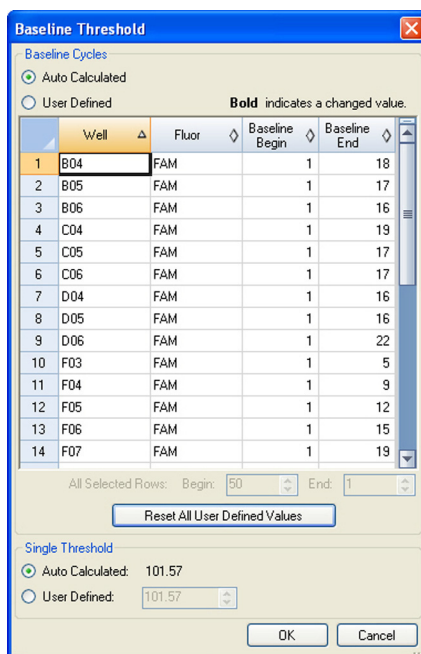 Baseline Threshold
Baseline Cycles
Auto Calculated
User Defined Bold indicates a changed value.
Well Fluor Baseline Begin Baseline End
1 B04 FAM 1 18
2 B05 FAM 1 17
3 B06 FAM 1 16
4 C04 FAM 1 19
5 C05 FAM 1 17
6 C06 FAM 1 17
7 D04 FAM 1 16
8 D05 FAM 1 16
9 D06 FAM 1 22
10 F03 FAM 1 5
11 F04 FAM 1 9
12 F05 FAM 1 12
13 F06 FAM 1 15
14 F07 FAM 1 19
All Selected Rows: Begin: 50 End: 1
Reset All User Defined Values
Single Threshold
Auto Calculated: 101.57
User Defined: 101.57
OK Cancel